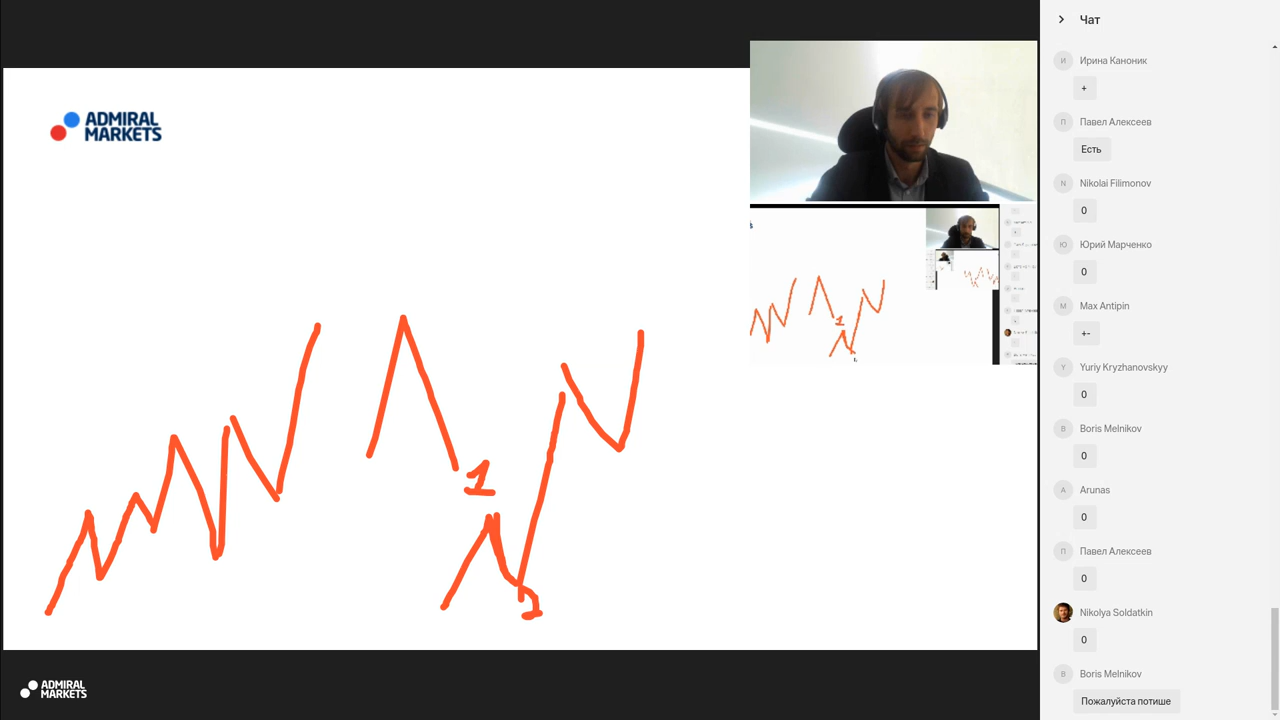 ADMIRAL
MARKETS
1
1
ADMIRAL
MARKETS
Чат
И
Ирина Каноник
+
П
Павел Алексеев
Есть
N
Nikolai Filimonov
0
Ю
Юрий Марченко
0
M
Max Antipin
+-
Y
Yuriy Kryzhanovskyy
0
B
Boris Melnikov
0
A
Arunas
0
П
Павел Алексеев
0
Nikolya Soldatkin
0
B
Boris Melnikov
Пожалуйста потише